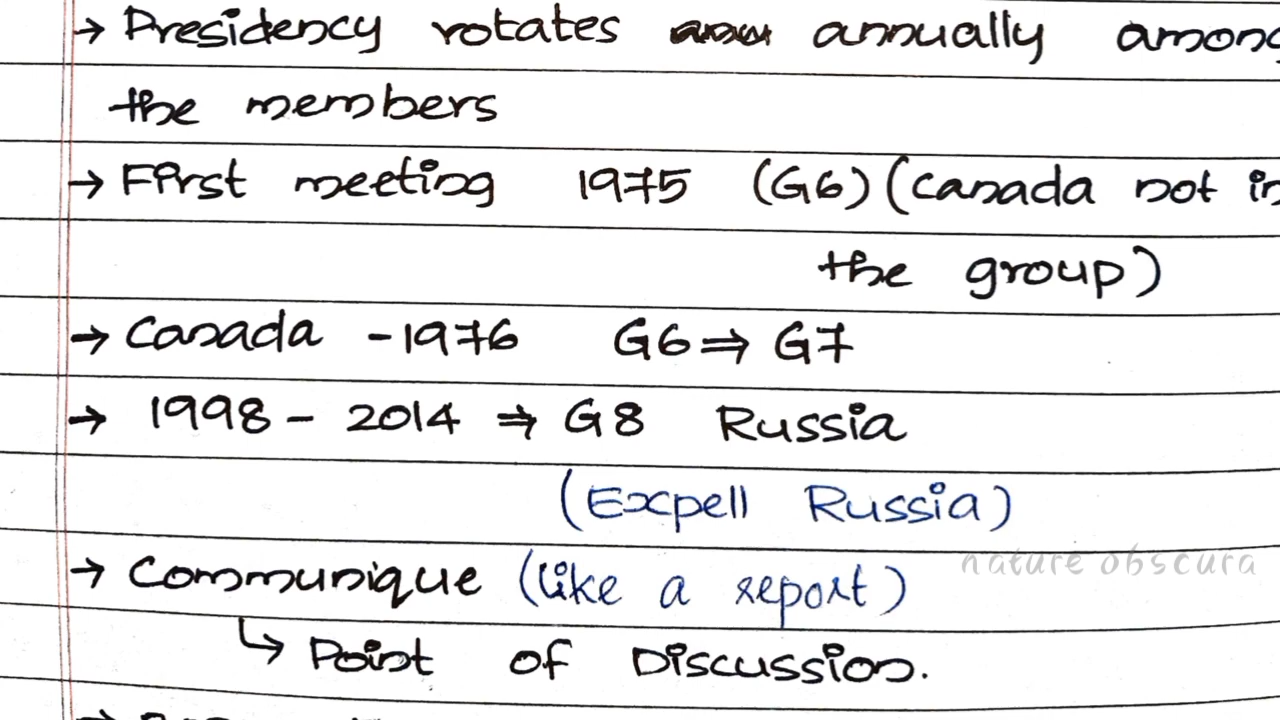 → Presidency rotates annually among
the members
→ First meeting 1975 (G6) (Canada not in
the group)
→ Canada - 1976 G6 ⇒ G7
→ 1998 - 2014 ⇒ G8 Russia
(Expell Russia)
nature obscura
→ Communique (like a report)
↳ Point of Discussion.